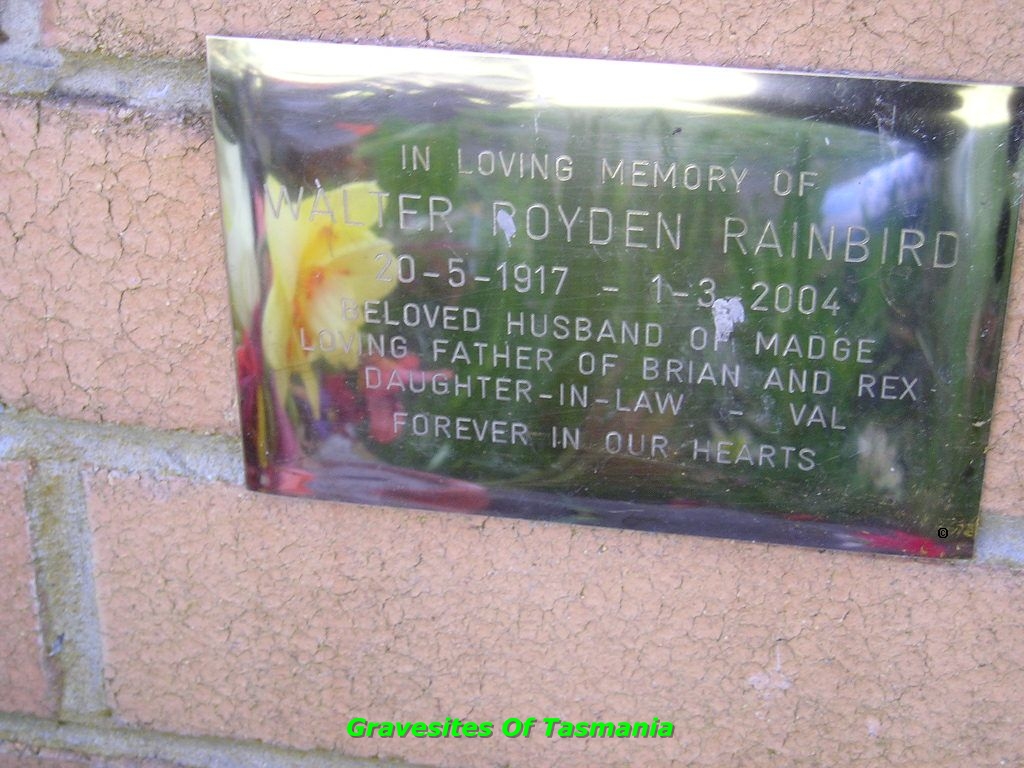 IN LOVING MEMORY OF
WALTER ROYDEN RAINBIRD
20-5-1917 - 1-3 2004
BELOVED HUSBAND OF MADGE
LOVING FATHER OF BRIAN AND REX
DAUGHTER-IN-LAW - VAL
FOREVER IN OUR HEARTS
©
Gravesites Of Tasmania